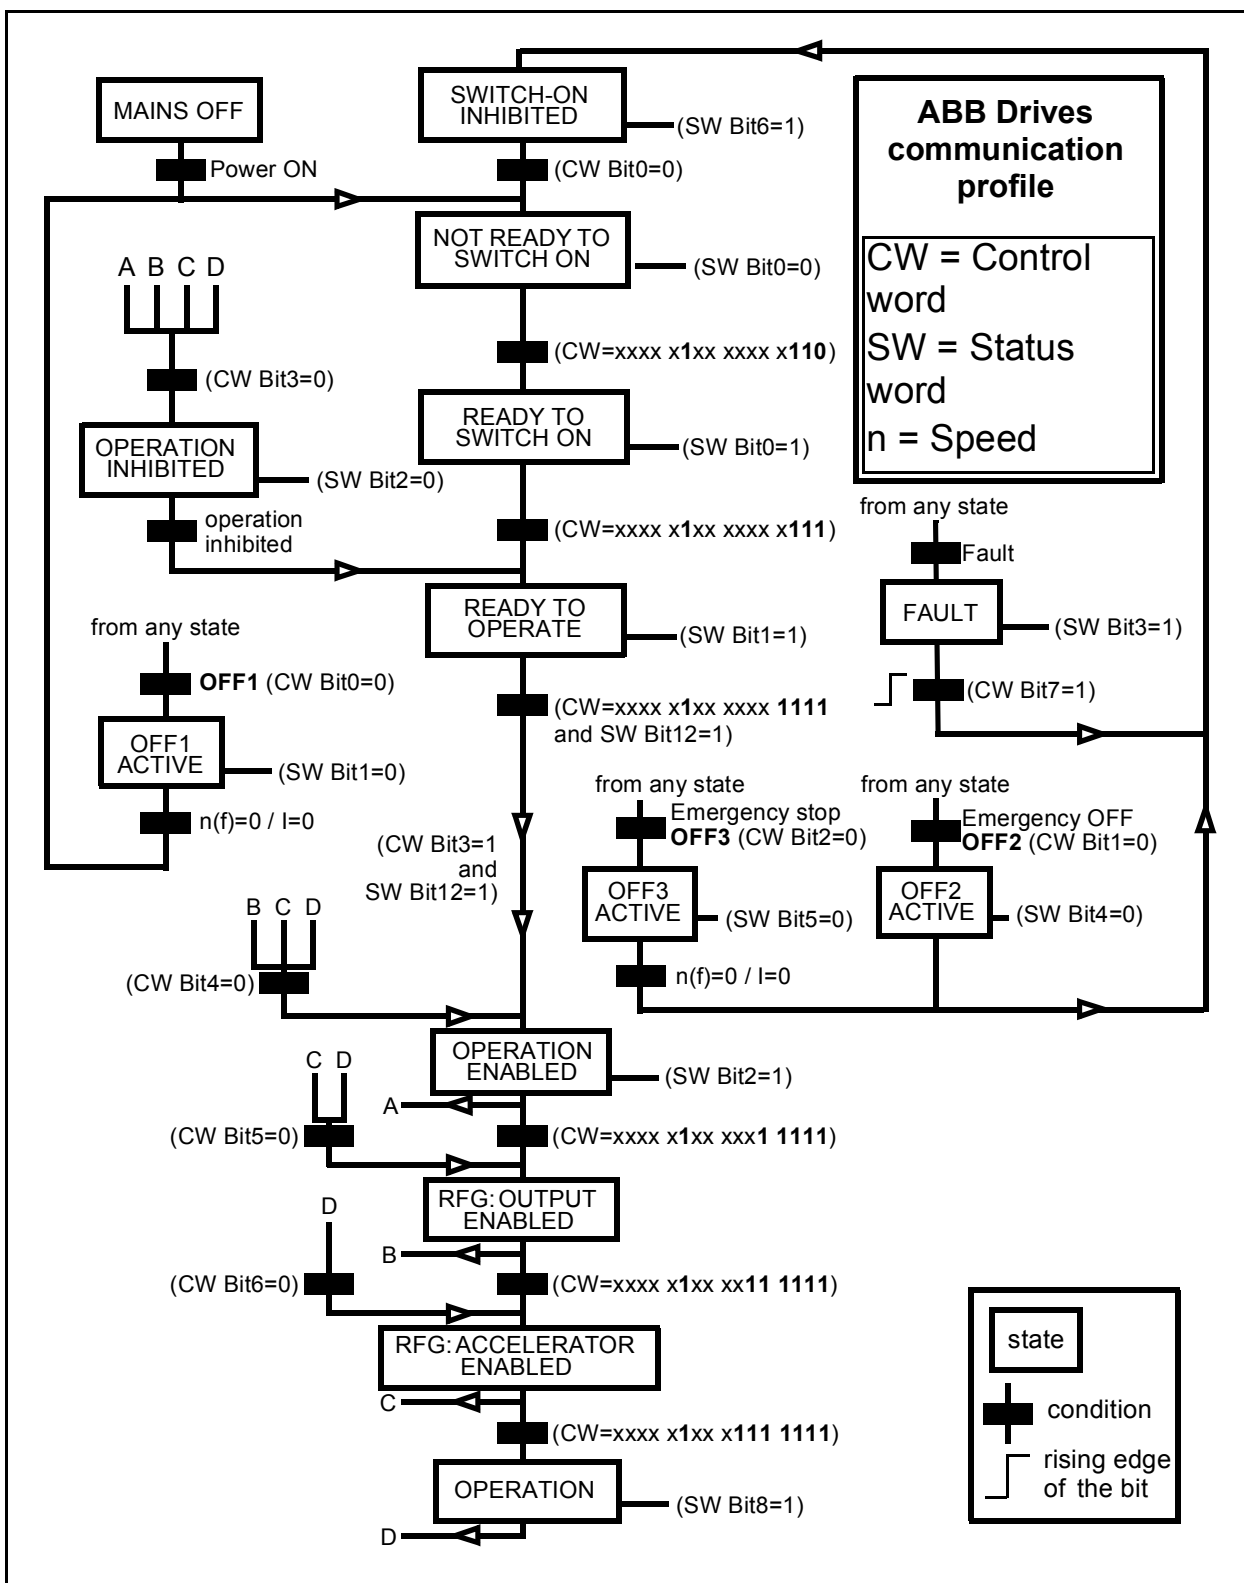 MAINS OFF
Power ON
SWITCH-ON
INHIBITED
(SW Bit6=1)
(CW Bit0=0)
ABB Drives
communication
profile
CW = Control
word
SW = Status
word
n = Speed
NOT READY TO
SWITCH ON
(SW Bit0=0)
A B C D
(CW Bit3=0)
(CW=xxxx x1xx xxxx x110)
OPERATION
INHIBITED
(SW Bit2=0)
READY TO
SWITCH ON
(SW Bit0=1)
operation
inhibited
(CW=xxxx x1xx xxxx x111)
from any state
Fault
FAULT
(SW Bit3=1)
(CW Bit7=1)
READY TO
OPERATE
(SW Bit1=1)
from any state
OFF1 (CW Bit0=0)
(CW=xxxx x1xx xxxx 1111
and SW Bit12=1)
OFF1
ACTIVE
(SW Bit1=0)
n(f)=0 / I=0
from any state
Emergency stop
OFF3 (CW Bit2=0)
from any state
Emergency OFF
OFF2 (CW Bit1=0)
(CW Bit3=1
and
SW Bit12=1)
OFF3
ACTIVE
(SW Bit5=0)
OFF2
ACTIVE
(SW Bit4=0)
n(f)=0 / I=0
B C D
(CW Bit4=0)
OPERATION
ENABLED
(SW Bit2=1)
A
C D
(CW Bit5=0)
(CW=xxxx x1xx xxx1 1111)
RFG: OUTPUT
ENABLED
D
B
(CW Bit6=0)
(CW=xxxx x1xx xx11 1111)
RFG: ACCELERATOR
ENABLED
C
(CW=xxxx x1xx x111 1111)
OPERATION
(SW Bit8=1)
D
state
condition
rising edge
of the bit